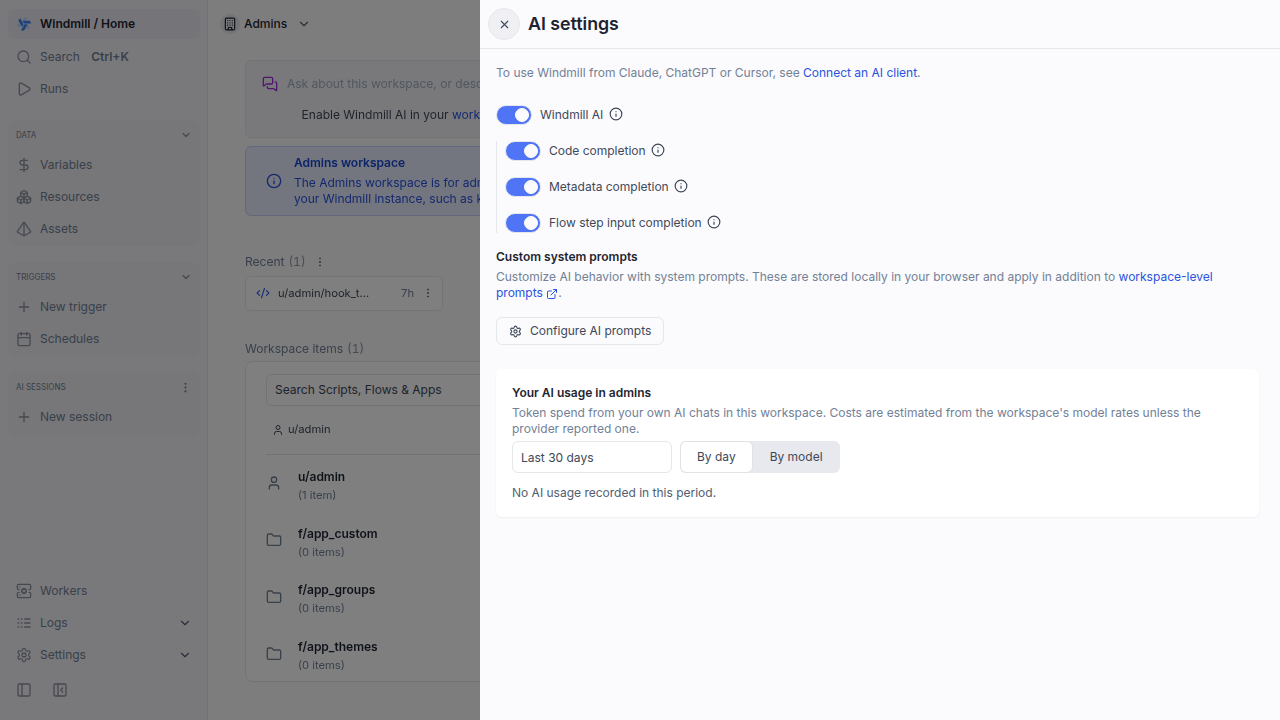 Windmill / Home
Search Ctrl+K
Runs
DATA
Variables
Resources
Assets
TRIGGERS
New trigger
Schedules
AI SESSIONS
New session
Workers
Logs
Settings
Admins
Ask about this workspace, or desc
Enable Windmill AI in your work
Admins workspace
The Admins workspace is for adm
your Windmill instance, such as k
Recent (1)
u/admin/hook_t... 7h
Workspace items (1)
Search Scripts, Flows & Apps
u/admin
u/admin
(1 item)
f/app_custom
(0 items)
f/app_groups
(0 items)
f/app_themes
(0 items)
AI settings
To use Windmill from Claude, ChatGPT or Cursor, see Connect an AI client.
Windmill AI
Code completion
Metadata completion
Flow step input completion
Custom system prompts
Customize AI behavior with system prompts. These are stored locally in your browser and apply in addition to workspace-level
prompts.
Configure AI prompts
Your AI usage in admins
Token spend from your own AI chats in this workspace. Costs are estimated from the workspace's model rates unless the
provider reported one.
Last 30 days
By day
By model
No AI usage recorded in this period.